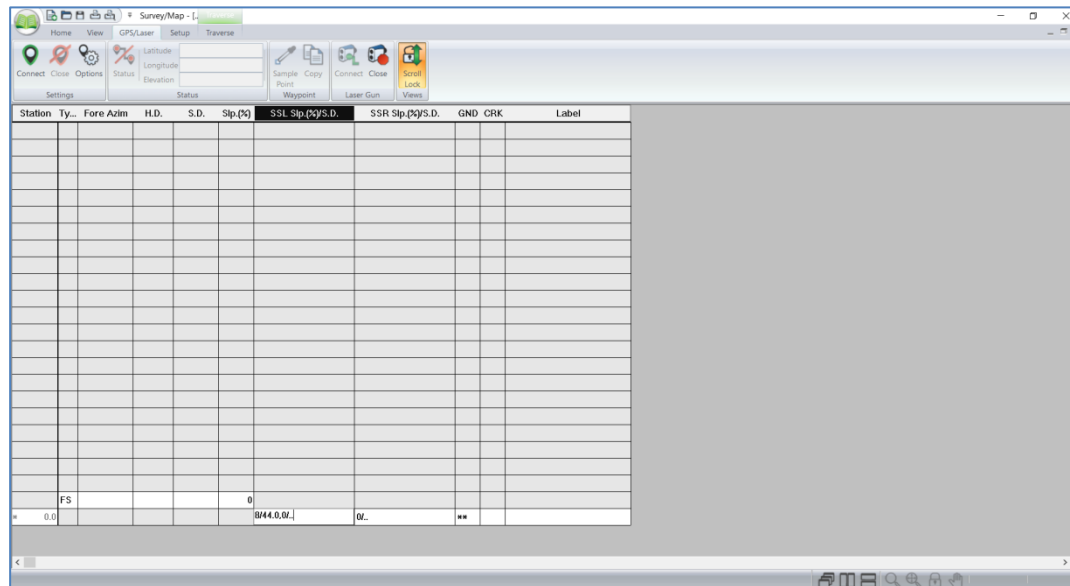 Survey/Map - [
Home View GPS/Laser Setup Traverse
Connect Close Options Status Latitude Longitude Elevation Sample Point Copy Connect Close Scroll Lock
Settings Status Waypoint Laser Gun Views
Station Ty... Fore Azim H.D. S.D. Slp.(%) SSL Slp.(%)/S.D. SSR Slp.(%)/S.D. GND CRK Label
FS 0
* 0.0 8/44.0,0/.. 0/.. **